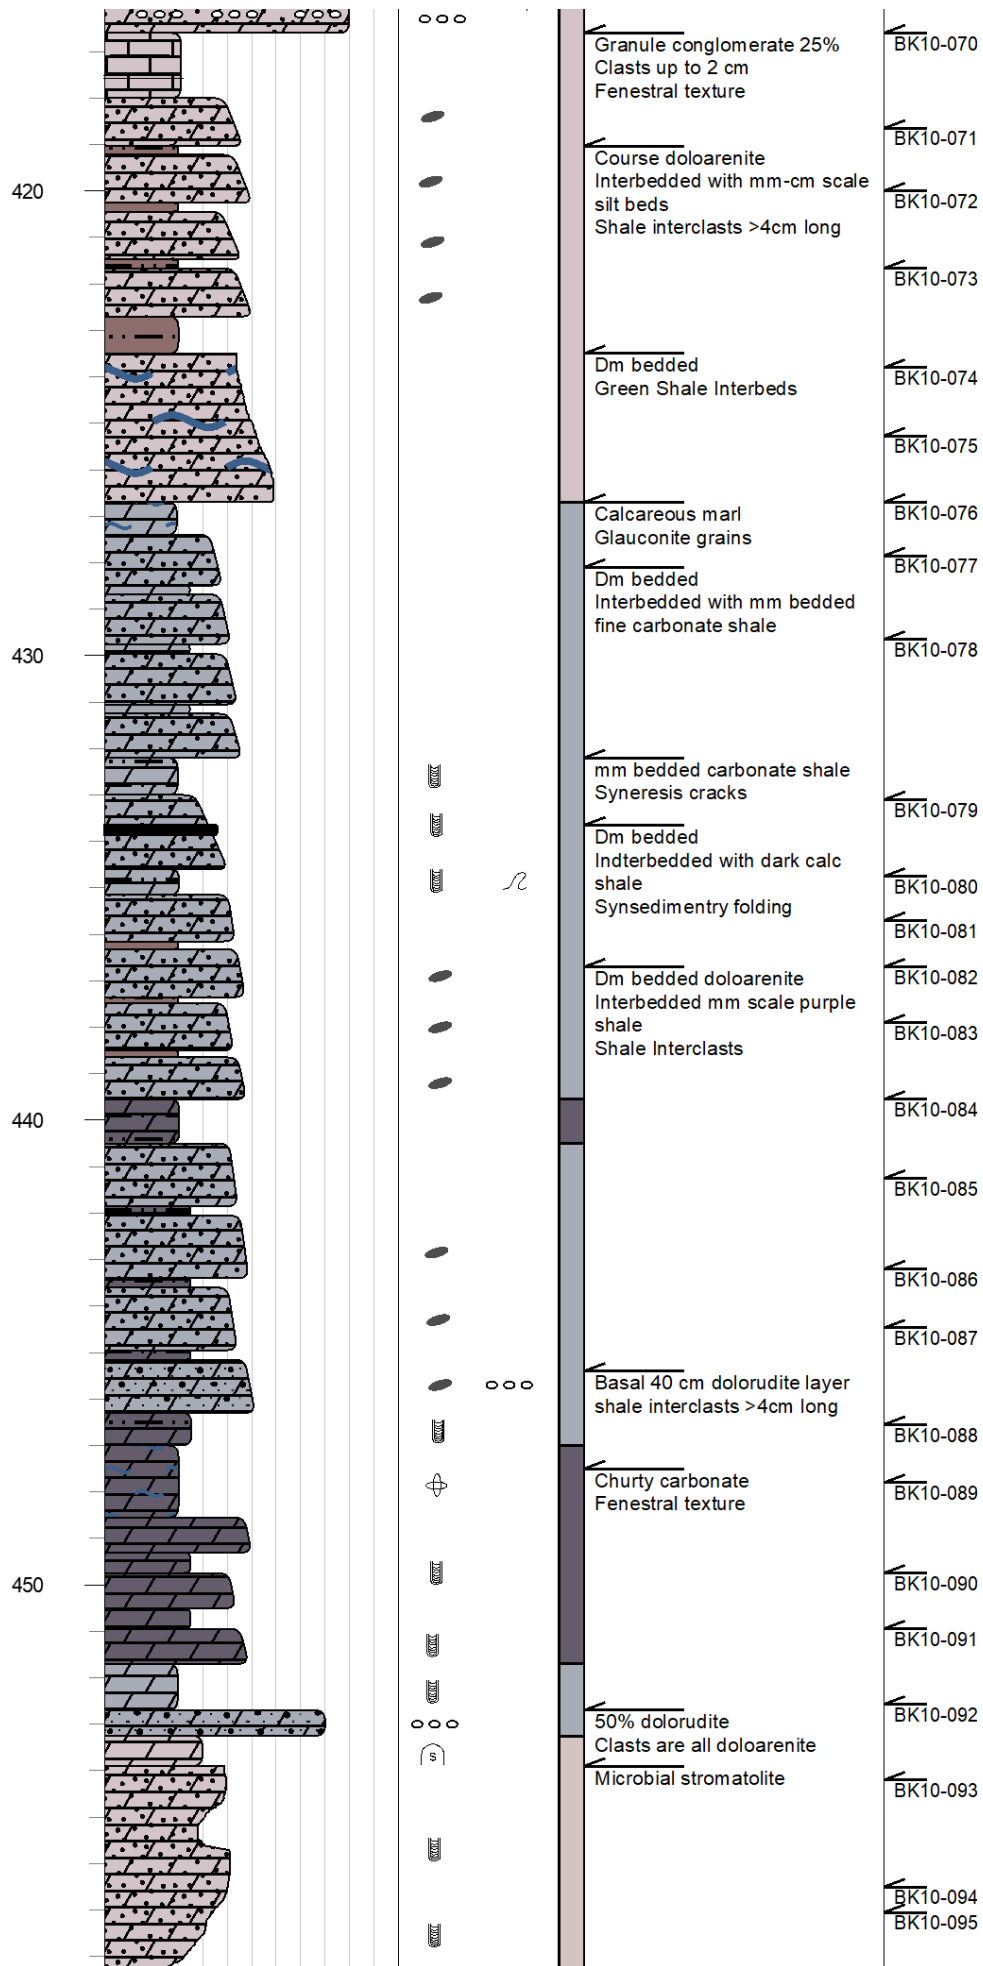 Granule conglomerate 25%
Clasts up to 2 cm
Fenestral texture
BK10-070
BK10-071
Course doloarenite
Interbedded with mm-cm scale
silt beds
Shale interclasts >4cm long
420
BK10-072
BK10-073
Dm bedded
Green Shale Interbeds
BK10-074
BK10-075
Calcareous marl
Glauconite grains
BK10-076
BK10-077
Dm bedded
Interbedded with mm bedded
fine carbonate shale
BK10-078
430
mm bedded carbonate shale
Syneresis cracks
BK10-079
Dm bedded
Indterbedded with dark calc
shale
Synsedimentry folding
BK10-080
BK10-081
Dm bedded doloarenite
Interbedded mm scale purple
shale
Shale Interclasts
BK10-082
BK10-083
440
BK10-084
BK10-085
BK10-086
BK10-087
Basal 40 cm dolorudite layer
shale interclasts >4cm long
BK10-088
Churty carbonate
Fenestral texture
BK10-089
450
BK10-090
BK10-091
BK10-092
50% dolorudite
Clasts are all doloarenite
s
Microbial stromatolite
BK10-093
BK10-094
BK10-095